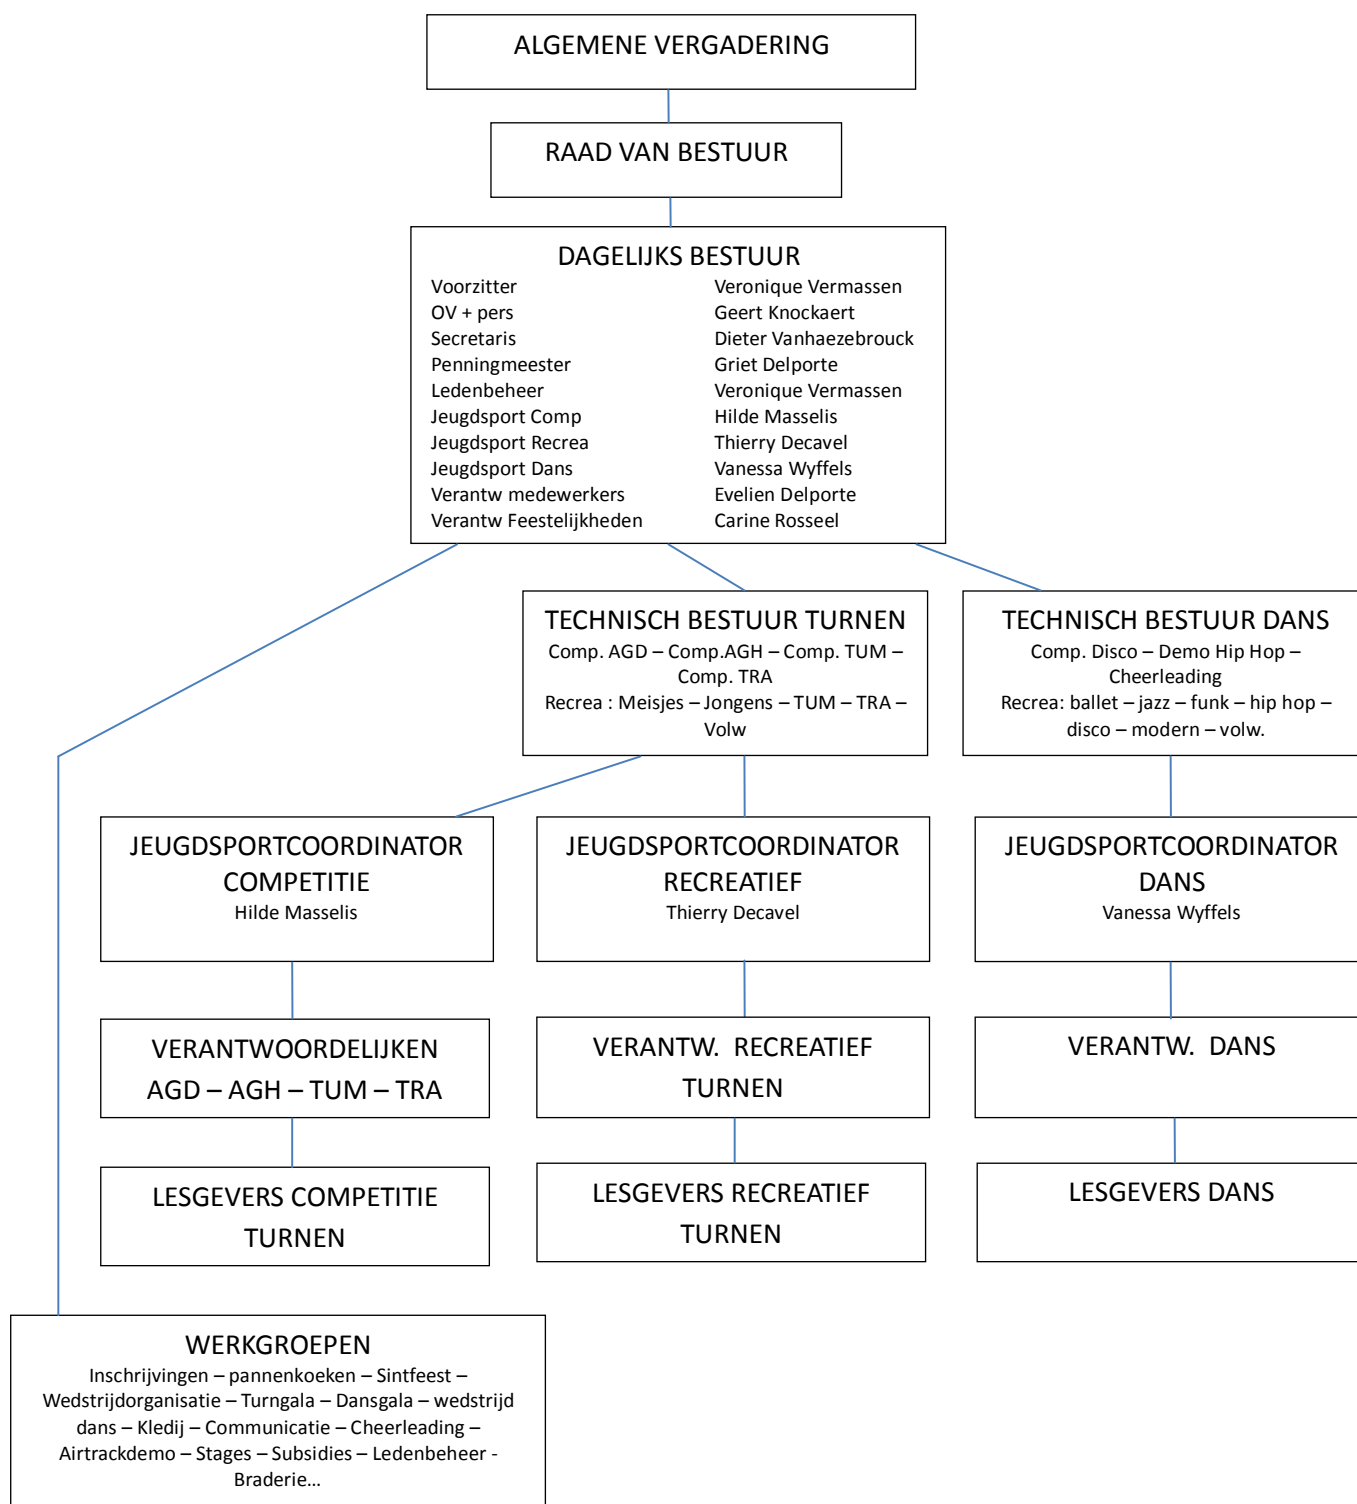 ALGEMENE VERGADERING
RAAD VAN BESTUUR
DAGELIJKS BESTUUR
Voorzitter Veronique Vermassen
OV + pers Geert Knockaert
Secretaris Dieter Vanhaezebrouck
Penningmeester Griet Delporte
Ledenbeheer Veronique Vermassen
Jeugdsport Comp Hilde Masselis
Jeugdsport Recrea Thierry Decavel
Jeugdsport Dans Vanessa Wyffels
Verantw medewerkers Evelien Delporte
Verantw Feestelijkheden Carine Rosseel
TECHNISCH BESTUUR TURNEN
Comp. AGD – Comp.AGH – Comp. TUM –
Comp. TRA
Recrea : Meisjes – Jongens – TUM – TRA –
Volw
TECHNISCH BESTUUR DANS
Comp. Disco – Demo Hip Hop –
Cheerleading
Recrea: ballet – jazz – funk – hip hop –
disco – modern – volw.
JEUGDSPORTCOORDINATOR
COMPETITIE
Hilde Masselis
JEUGDSPORTCOORDINATOR
RECREATIEF
Thierry Decavel
JEUGDSPORTCOORDINATOR
DANS
Vanessa Wyffels
VERANTWOORDELIJKEN
AGD – AGH – TUM – TRA
VERANTW. RECREATIEF
TURNEN
VERANTW. DANS
LESGEVERS COMPETITIE
TURNEN
LESGEVERS RECREATIEF
TURNEN
LESGEVERS DANS
WERKGROEPEN
Inschrijvingen – pannenkoeken – Sintfeest –
Wedstrijdorganisatie – Turngala – Dansgala – wedstrijd
dans – Kledij – Communicatie – Cheerleading –
Airtrackdemo – Stages – Subsidies – Ledenbeheer -
Braderie...